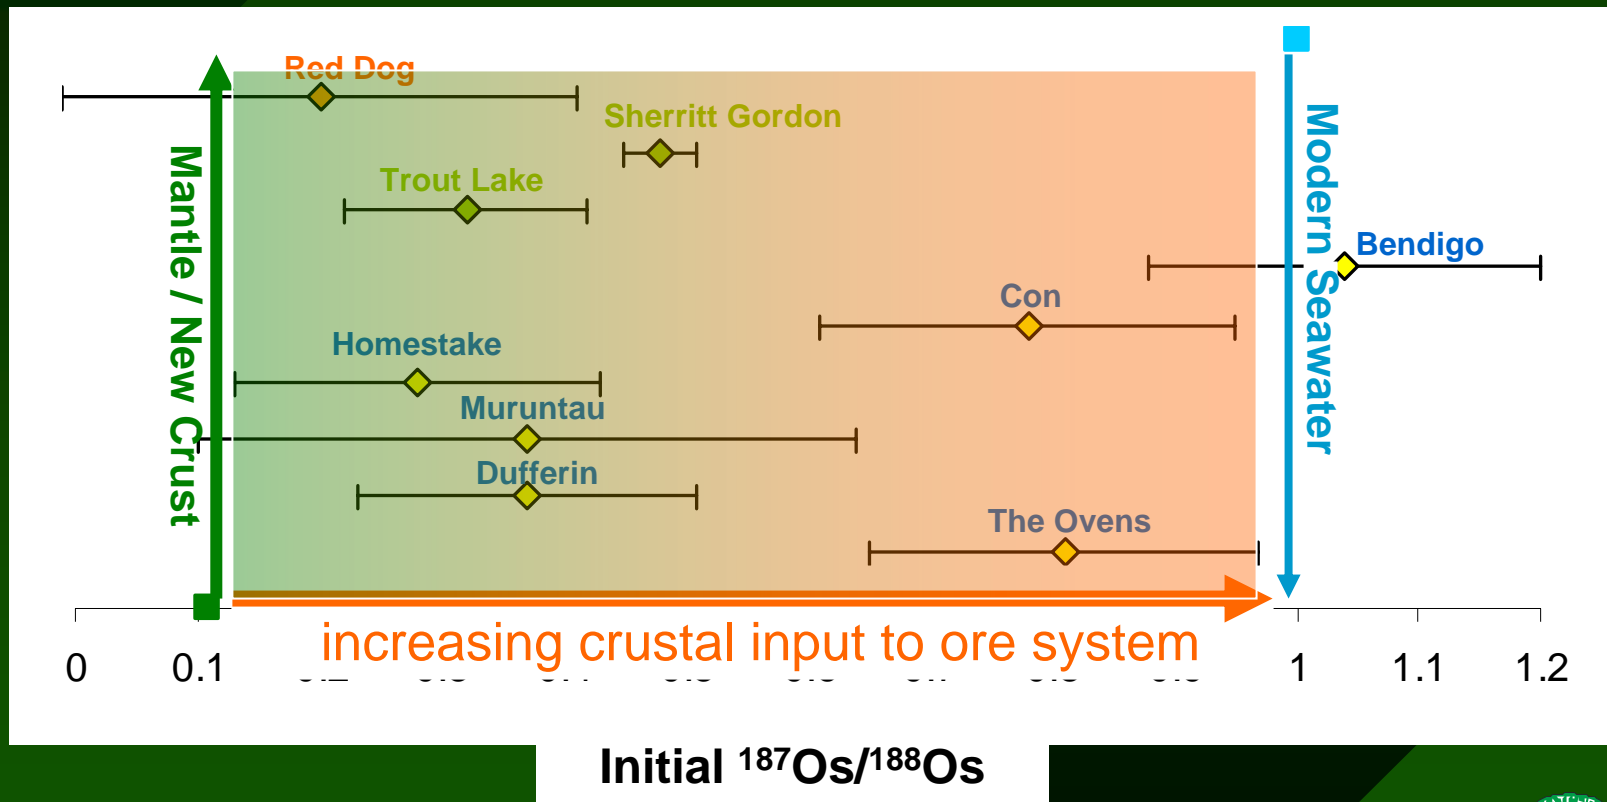 Red Dog
Sherritt Gordon
Trout Lake
Bendigo
Con
Homestake
Muruntau
Dufferin
The Ovens
Mantle / New Crust
Modern Seawater
increasing crustal input to ore system
0 0.1 1 1.1 1.2
Initial ¹⁸⁷Os/¹⁸⁸Os